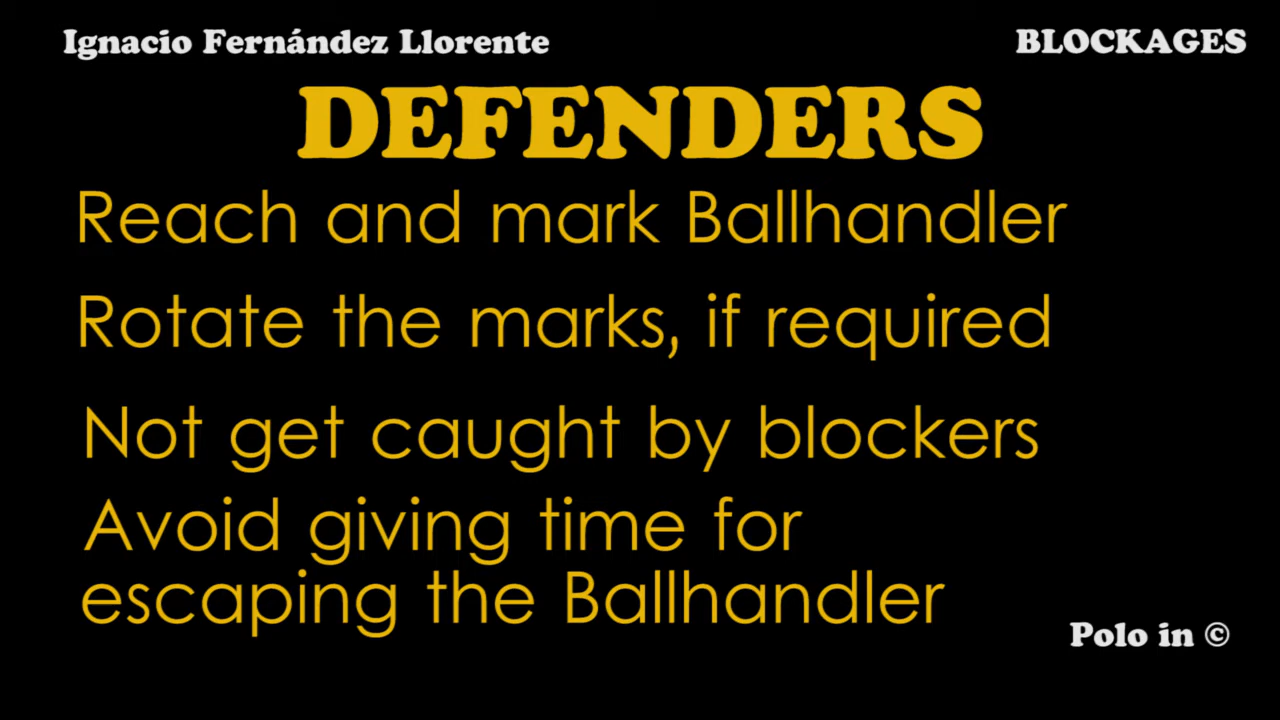 Ignacio Fernández Llorente
BLOCKAGES
DEFENDERS
Reach and mark Ballhandler
Rotate the marks, if required
Not get caught by blockers
Avoid giving time for
escaping the Ballhandler
Polo in ©